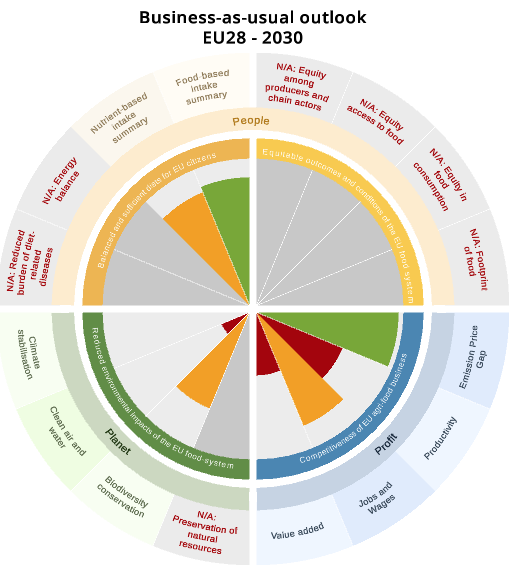 Business-as-usual outlook
EU28 - 2030
Food-based
intake
summary
Nutrient-based
intake
summary
N/A: Energy
balance
N/A: Reduced
burden of diet-
related
diseases
N/A: Equity
among
producers and
chain actors
N/A: Equity
access to food
N/A: Equity in
food
consumption
N/A: Footprint
of food
People
Balanced and sufficient diets for EU citizens
Equitable outcomes and conditions of the EU food system
Reduced environmental impacts of the EU food system
Competitiveness of EU agri-food business
Planet
Profit
Climate
stabilisation
Clean air and
water
Biodiversity
conservation
N/A:
Preservation of
natural
resources
Emission Price
Gap
Productivity
Jobs and
Wages
Value added